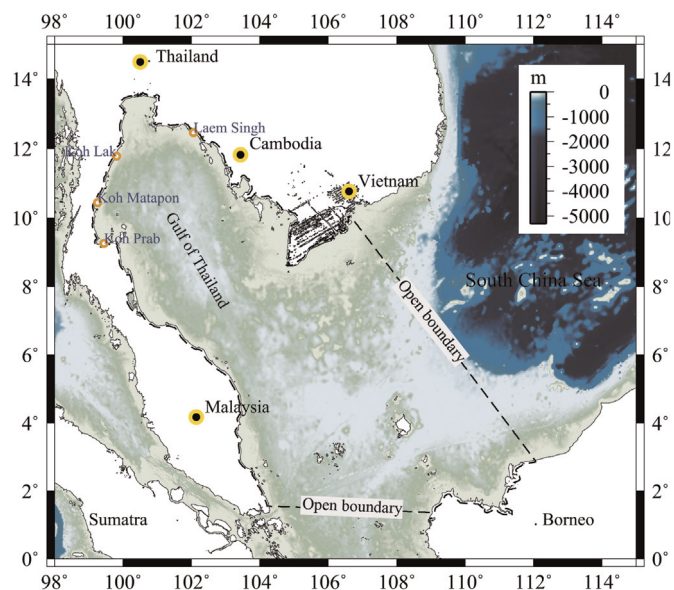 98 100 102 104 106 108 110 112 114°
14°
12°
10°
8°
6°
4°
2°
0°
Thailand
Laem Singh
Cambodia
Koh Lak
Vietnam
Koh Matapon
Koh Prab
Gulf of Thailand
South China Sea
Open boundary
Malaysia
Open boundary
Sumatra
Borneo
m
0
-1000
-2000
-3000
-4000
-5000
14
12
10
8
6
4
2
0
98° 100° 102° 104° 106° 108° 110° 112° 114°